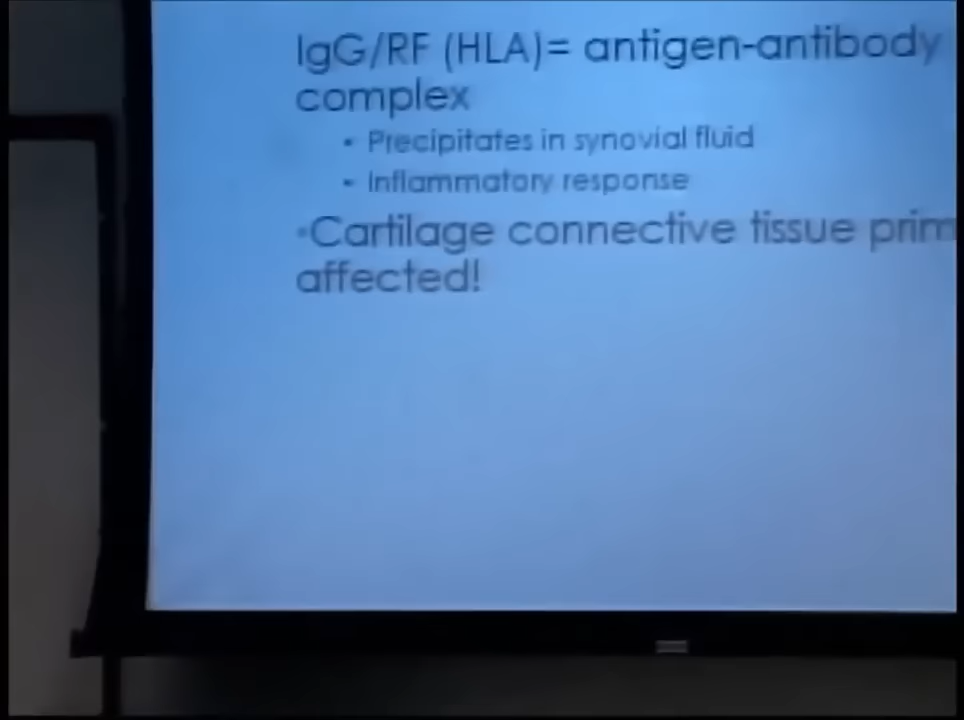 IgG/RF (HLA)= antigen-antibody
complex
- Precipitates in synovial fluid
- Inflammatory response
•Cartilage connective tissue prim
affected!